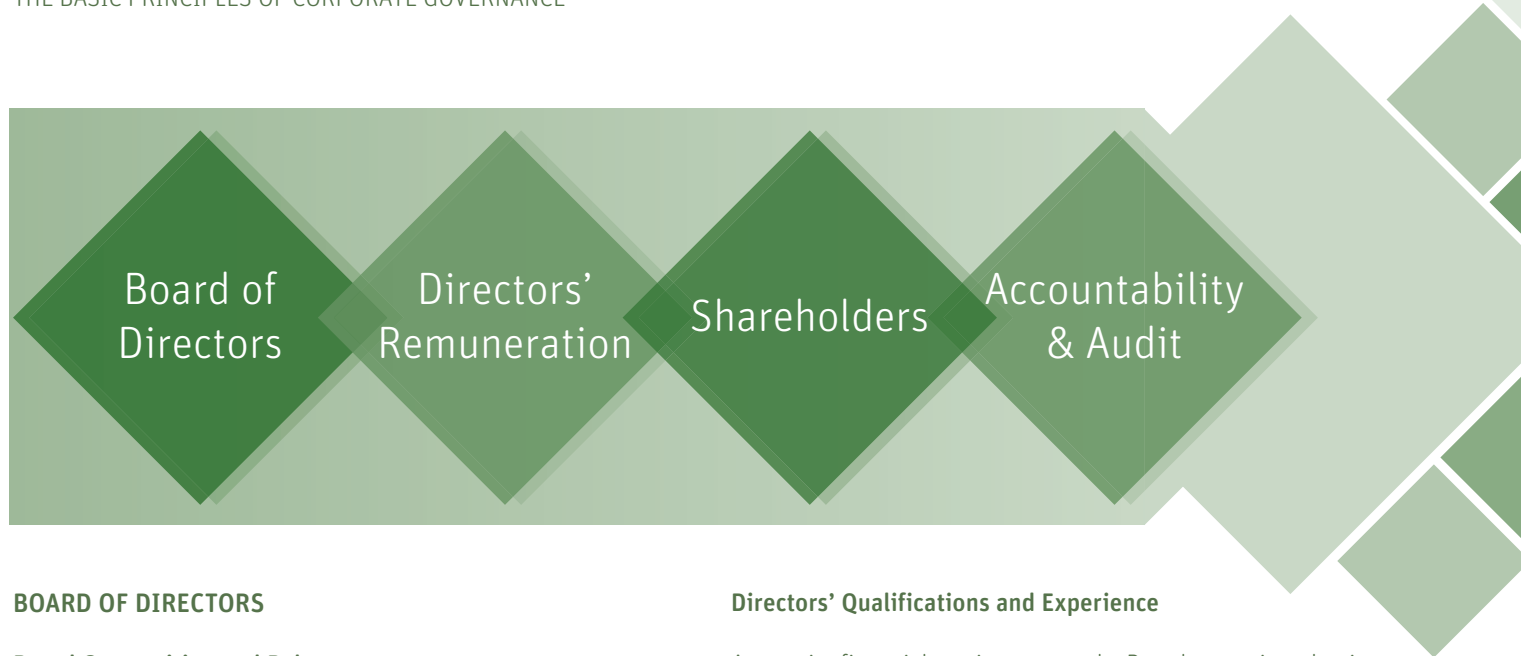 THE BASIC PRINCIPLES OF CORPORATE GOVERNANCE
Board of
Directors
Directors’
Remuneration
Shareholders
Accountability
& Audit
BOARD OF DIRECTORS
Directors’ Qualifications and Experience